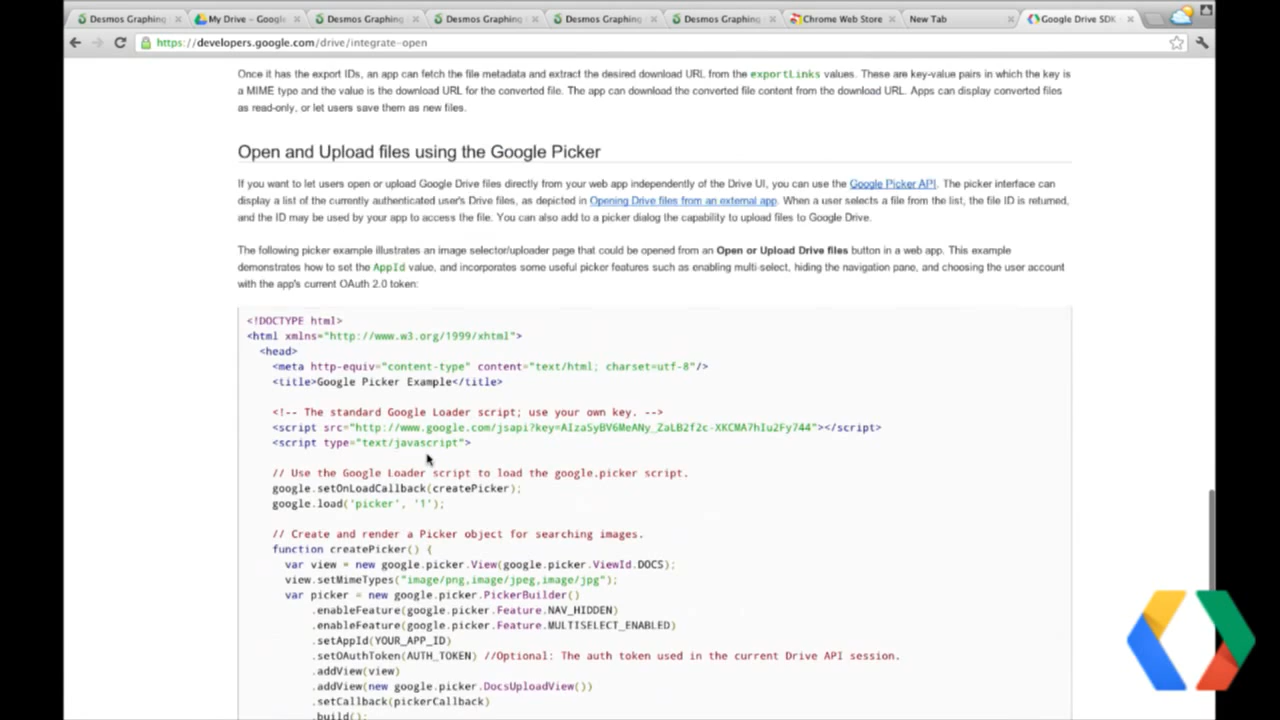 Desmos Graphing
My Drive - Google
Desmos Graphing
Desmos Graphing
Desmos Graphing
Desmos Graphing
Chrome Web Store
New Tab
Google Drive SDK
https://developers.google.com/drive/integrate-open
Once it has the export IDs, an app can fetch the file metadata and extract the desired download URL from the exportLinks values. These are key-value pairs in which the key
is a MIME type and the value is the download URL for the converted file. The app can download the converted file content from the download URL. Apps can display converted files
as read-only, or let users save them as new files.
Open and Upload files using the Google Picker
If you want to let users open or upload Google Drive files directly from your web app independently of the Drive UI, you can use the Google Picker API. The picker interface can
display a list of the currently authenticated user's Drive files, as depicted in Opening Drive files from an external app. When a user selects a file from the list, the file ID is returned,
and the ID may be used by your app to access the file. You can also add to a picker dialog the capability to upload files to Google Drive.
The following picker example illustrates an image selector/uploader page that could be opened from an Open or Upload Drive files button in a web app. This example
demonstrates how to set the AppId value, and incorporates some useful picker features such as enabling multi-select, hiding the navigation pane, and choosing the user account
with the app's current OAuth 2.0 token:
<!DOCTYPE html>
<html xmlns="http://www.w3.org/1999/xhtml">
<head>
<meta http-equiv="content-type" content="text/html; charset=utf-8"/>
<title>Google Picker Example</title>
<!-- The standard Google Loader script; use your own key. -->
<script src="http://www.google.com/jsapi?key=AIzaSyBV6MeANy_ZaLB2f2c-XKCMA7hIu2Fy744"></script>
<script type="text/javascript">
// Use the Google Loader script to load the google.picker script.
google.setOnLoadCallback(createPicker);
google.load('picker', '1');
// Create and render a Picker object for searching images.
function createPicker() {
var view = new google.picker.View(google.picker.ViewId.DOCS);
view.setMimeTypes("image/png,image/jpeg,image/jpg");
var picker = new google.picker.PickerBuilder()
.enableFeature(google.picker.Feature.NAV_HIDDEN)
.enableFeature(google.picker.Feature.MULTISELECT_ENABLED)
.setAppId(YOUR_APP_ID)
.setOAuthToken(AUTH_TOKEN) //Optional: The auth token used in the current Drive API session.
.addView(view)
.addView(new google.picker.DocsUploadView())
.setCallback(pickerCallback)
.build();